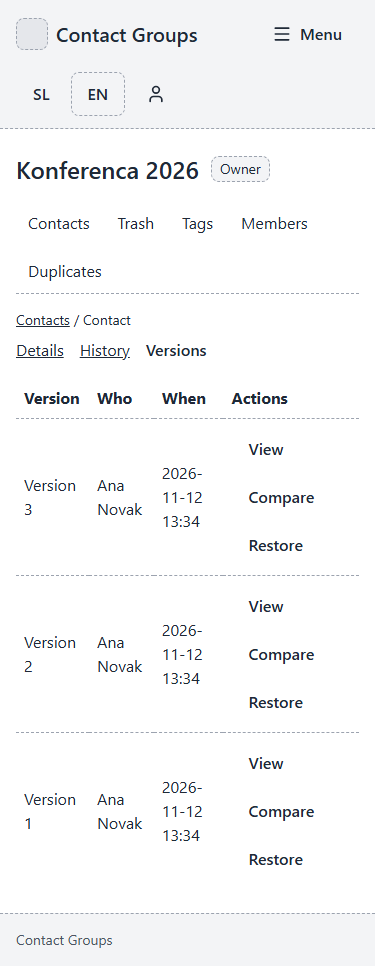 Contact Groups
Menu
SL
EN
Konferenca 2026
Owner
Contacts
Trash
Tags
Members
Duplicates
Contacts / Contact
Details
History
Versions
Version
Who
When
Actions
Version
3
Ana
Novak
2026-
11-12
13:34
View
Compare
Restore
Version
2
Ana
Novak
2026-
11-12
13:34
View
Compare
Restore
Version
1
Ana
Novak
2026-
11-12
13:34
View
Compare
Restore
Contact Groups